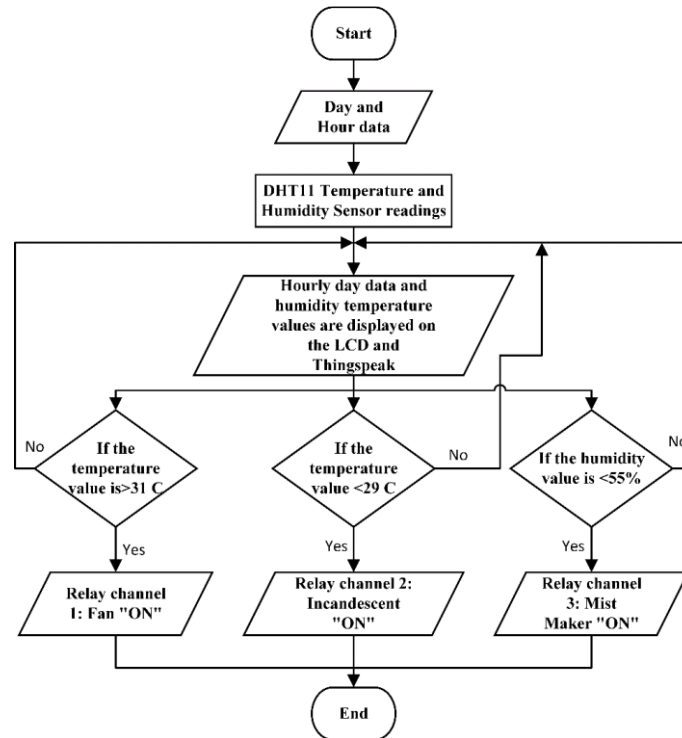 Start
Day and
Hour data
DHT11 Temperature and
Humidity Sensor readings
Hourly day data and
humidity temperature
values are displayed on
the LCD and
Thingspeak
No
If the
temperature
value is>31 C
No
If the
temperature
value <29 C
No
If the humidity
value is <55%
Yes
Yes
Yes
Relay channel
1: Fan "ON"
Relay channel 2:
Incandescent
"ON"
Relay channel
3: Mist
Maker "ON"
End